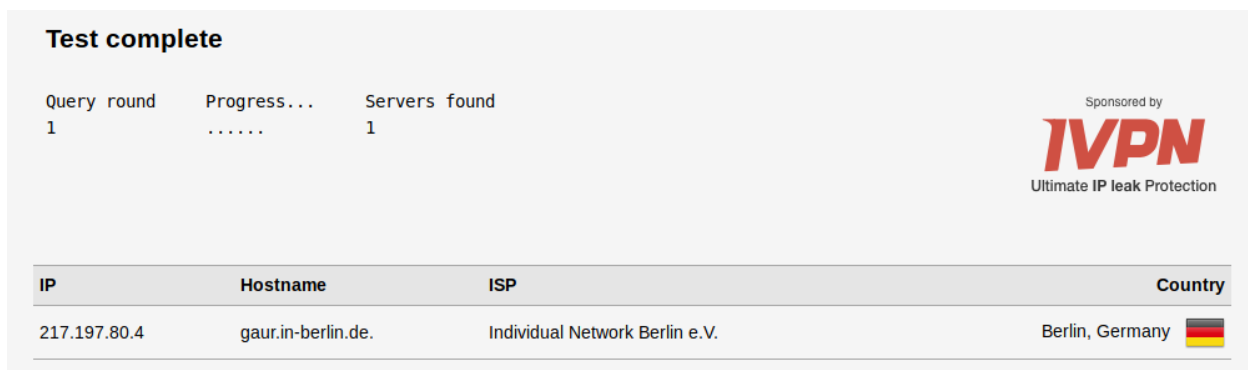 Test complete
Query round Progress... Servers found
1 ...... 1
Sponsored by
IVPN
Ultimate IP leak Protection
IP Hostname ISP Country
217.197.80.4 gaur.in-berlin.de. Individual Network Berlin e.V. Berlin, Germany